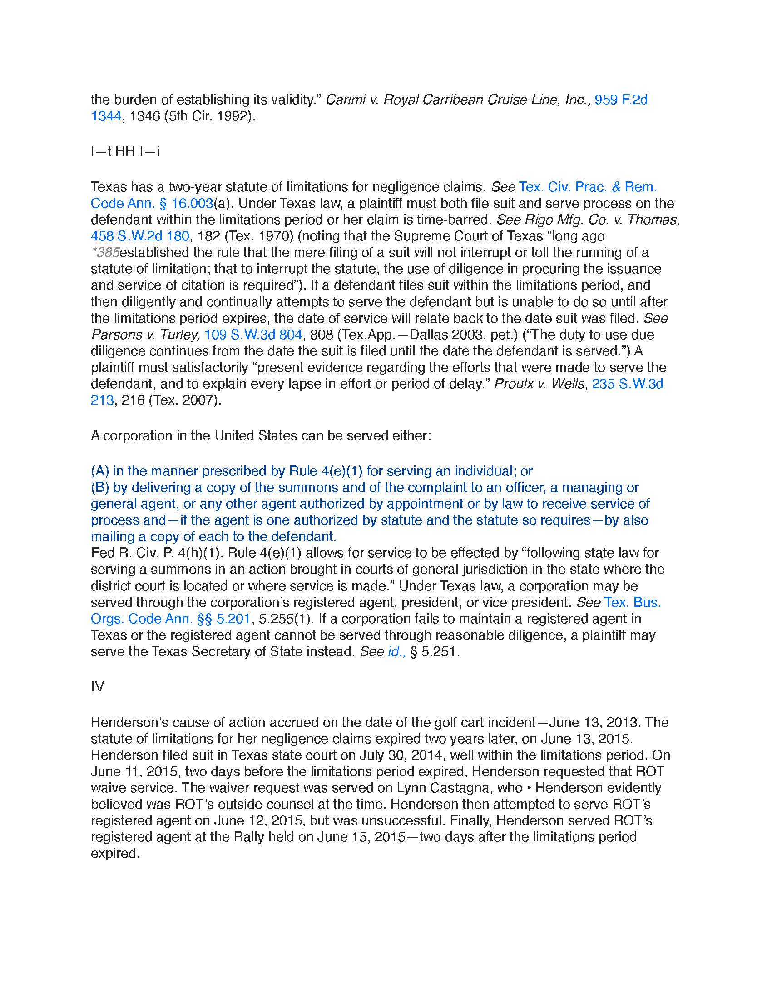 the burden of establishing its validity.” Carimi v. Royal Carribean Cruise Line, Inc., 959 F.2d
1344, 1346 (5th Cir. 1992).
I—t HH I—i
Texas has a two-year statute of limitations for negligence claims. See Tex. Civ. Prac. & Rem.
Code Ann. § 16.003(a). Under Texas law, a plaintiff must both file suit and serve process on the
defendant within the limitations period or her claim is time-barred. See Rigo Mfg. Co. v. Thomas,
458 S.W.2d 180, 182 (Tex. 1970) (noting that the Supreme Court of Texas “long ago
*385established the rule that the mere filing of a suit will not interrupt or toll the running of a
statute of limitation; that to interrupt the statute, the use of diligence in procuring the issuance
and service of citation is required”). If a defendant files suit within the limitations period, and
then diligently and continually attempts to serve the defendant but is unable to do so until after
the limitations period expires, the date of service will relate back to the date suit was filed. See
Parsons v. Turley, 109 S.W.3d 804, 808 (Tex.App.—Dallas 2003, pet.) (“The duty to use due
diligence continues from the date the suit is filed until the date the defendant is served.”) A
plaintiff must satisfactorily “present evidence regarding the efforts that were made to serve the
defendant, and to explain every lapse in effort or period of delay.” Proulx v. Wells, 235 S.W.3d
213, 216 (Tex. 2007).
A corporation in the United States can be served either:
(A) in the manner prescribed by Rule 4(e)(1) for serving an individual; or
(B) by delivering a copy of the summons and of the complaint to an officer, a managing or
general agent, or any other agent authorized by appointment or by law to receive service of
process and—if the agent is one authorized by statute and the statute so requires—by also
mailing a copy of each to the defendant.
Fed R. Civ. P. 4(h)(1). Rule 4(e)(1) allows for service to be effected by “following state law for
serving a summons in an action brought in courts of general jurisdiction in the state where the
district court is located or where service is made.” Under Texas law, a corporation may be
served through the corporation’s registered agent, president, or vice president. See Tex. Bus.
Orgs. Code Ann. §§ 5.201, 5.255(1). If a corporation fails to maintain a registered agent in
Texas or the registered agent cannot be served through reasonable diligence, a plaintiff may
serve the Texas Secretary of State instead. See id., § 5.251.
IV
Henderson’s cause of action accrued on the date of the golf cart incident—June 13, 2013. The
statute of limitations for her negligence claims expired two years later, on June 13, 2015.
Henderson filed suit in Texas state court on July 30, 2014, well within the limitations period. On
June 11, 2015, two days before the limitations period expired, Henderson requested that ROT
waive service. The waiver request was served on Lynn Castagna, who • Henderson evidently
believed was ROT’s outside counsel at the time. Henderson then attempted to serve ROT’s
registered agent on June 12, 2015, but was unsuccessful. Finally, Henderson served ROT’s
registered agent at the Rally held on June 15, 2015—two days after the limitations period
expired.